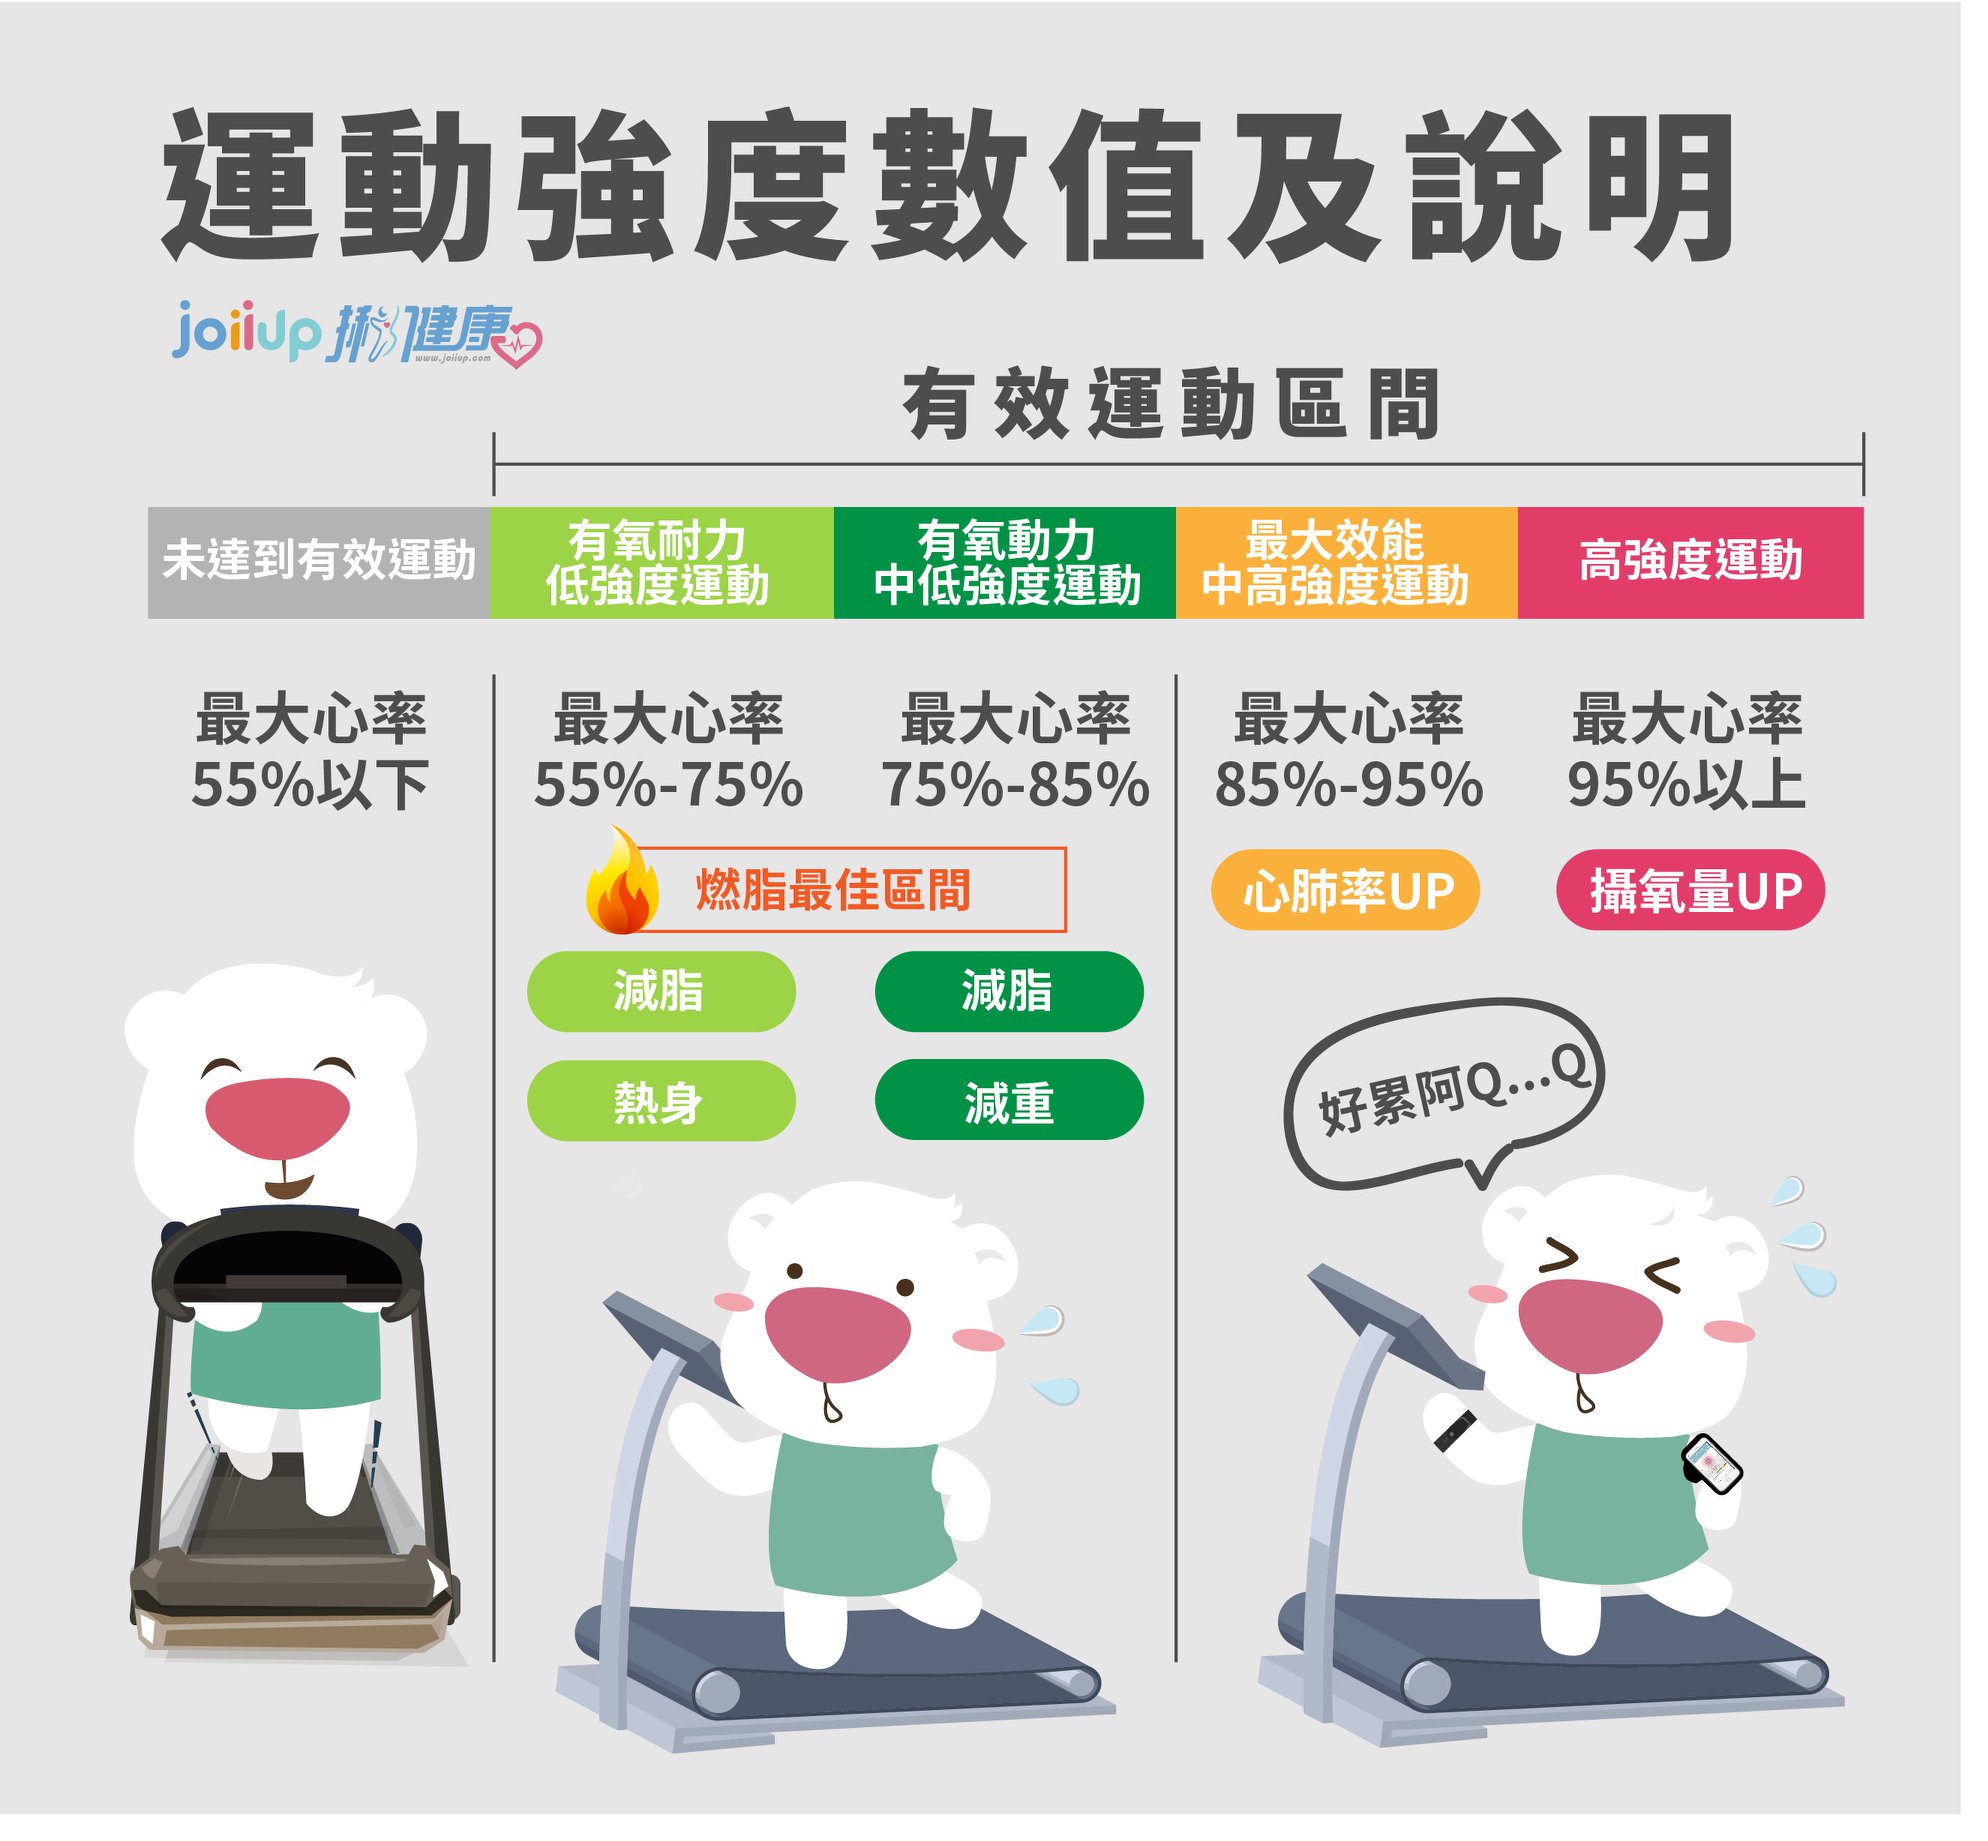 運動強度數值及說明
joiiup 揪健康
www.joiiup.com
有效運動區間
未達到有效運動
有氧耐力
低強度運動
有氧動力
中低強度運動
最大效能
中高強度運動
高強度運動
最大心率
55%以下
最大心率
55%-75%
最大心率
75%-85%
最大心率
85%-95%
最大心率
95%以上
燃脂最佳區間
心肺率UP
攝氧量UP
減脂
減脂
熱身
減重
好累阿Q...Q